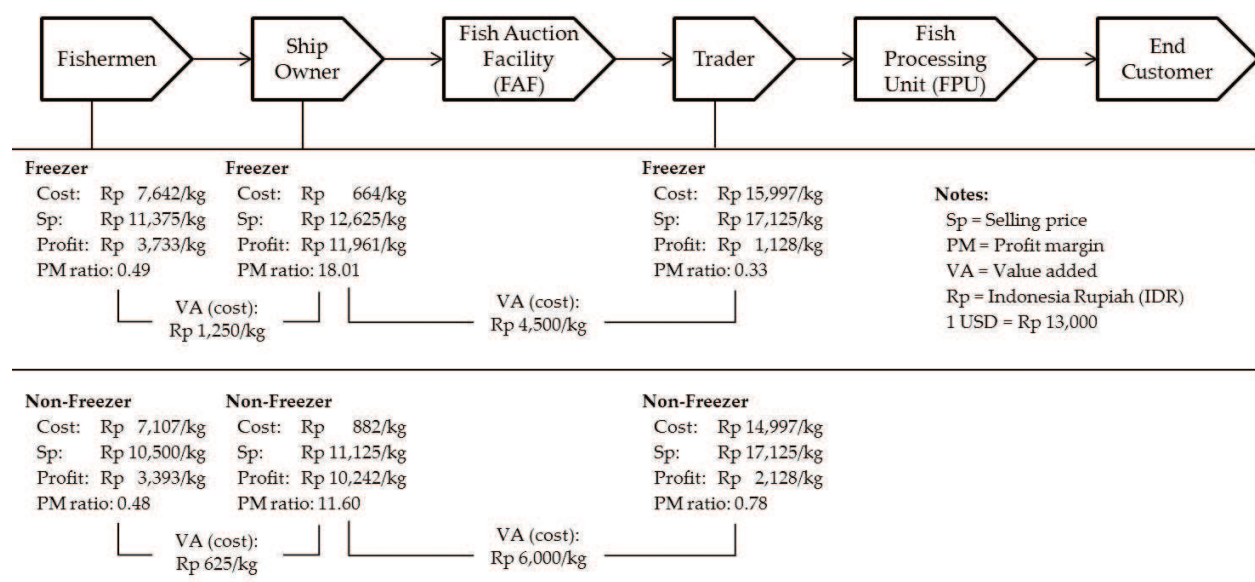 Fishermen
Ship
Owner
Fish Auction
Facility
(FAF)
Trader
Fish
Processing
Unit (FPU)
End
Customer
Freezer
Cost: Rp 7,642/kg
Sp: Rp 11,375/kg
Profit: Rp 3,733/kg
PM ratio: 0.49
Freezer
Cost: Rp 664/kg
Sp: Rp 12,625/kg
Profit: Rp 11,961/kg
PM ratio: 18.01
Freezer
Cost: Rp 15,997/kg
Sp: Rp 17,125/kg
Profit: Rp 1,128/kg
PM ratio: 0.33
VA (cost):
Rp 1,250/kg
VA (cost):
Rp 4,500/kg
Notes:
Sp = Selling price
PM = Profit margin
VA = Value added
Rp = Indonesia Rupiah (IDR)
1 USD = Rp 13,000
Non-Freezer
Cost: Rp 7,107/kg
Sp: Rp 10,500/kg
Profit: Rp 3,393/kg
PM ratio: 0.48
Non-Freezer
Cost: Rp 882/kg
Sp: Rp 11,125/kg
Profit: Rp 10,242/kg
PM ratio: 11.60
Non-Freezer
Cost: Rp 14,997/kg
Sp: Rp 17,125/kg
Profit: Rp 2,128/kg
PM ratio: 0.78
VA (cost):
Rp 625/kg
VA (cost):
Rp 6,000/kg